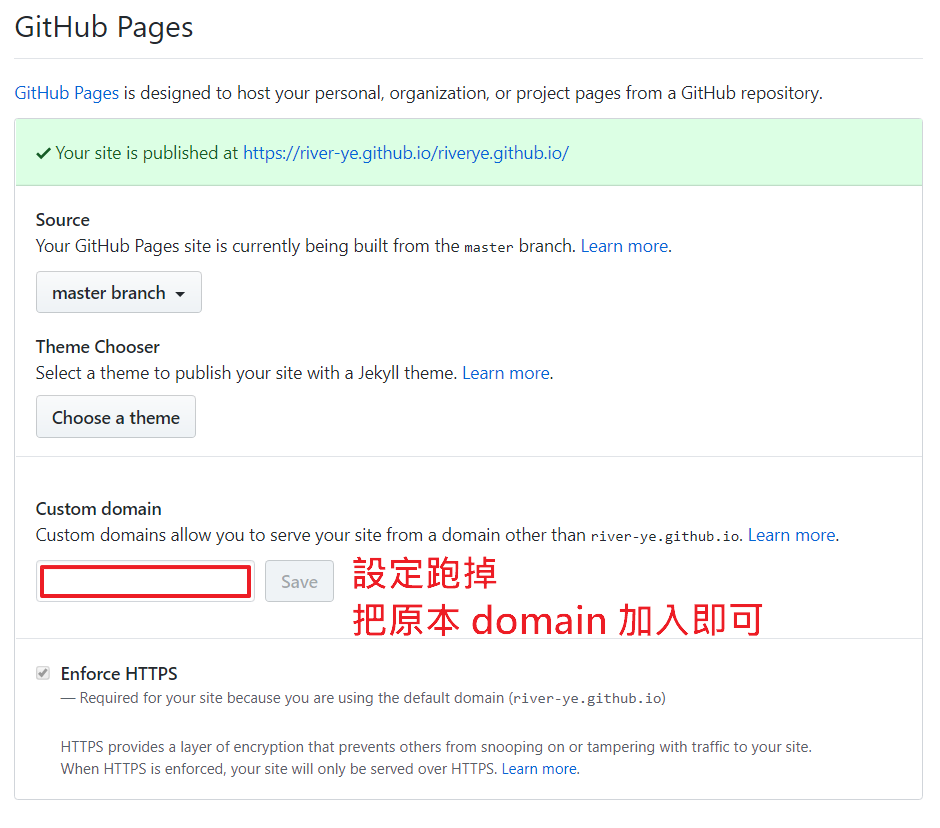 GitHub Pages
GitHub Pages is designed to host your personal, organization, or project pages from a GitHub repository.
Your site is published at https://river-ye.github.io/riverye.github.io/
Source
Your GitHub Pages site is currently being built from the master branch. Learn more.
master branch
Theme Chooser
Select a theme to publish your site with a Jekyll theme. Learn more.
Choose a theme
Custom domain
Custom domains allow you to serve your site from a domain other than river-ye.github.io. Learn more.
Save
設定跑掉
把原本 domain 加入即可
Enforce HTTPS
— Required for your site because you are using the default domain (river-ye.github.io)
HTTPS provides a layer of encryption that prevents others from snooping on or tampering with traffic to your site.
When HTTPS is enforced, your site will only be served over HTTPS. Learn more.